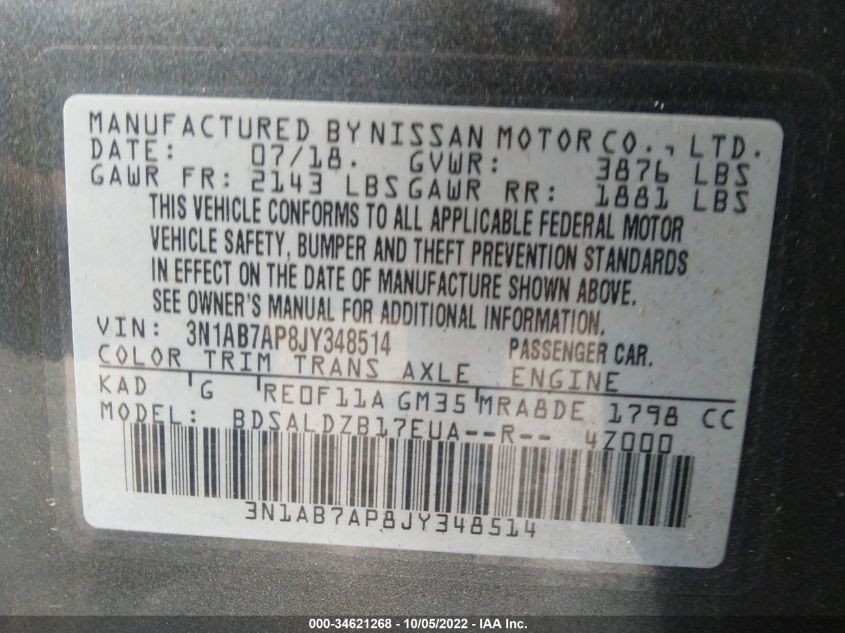 MANUFACTURED BY NISSAN MOTOR CO., LTD.
DATE: 07/18. GVWR: 3876 LBS
GAWR FR: 2143 LBS GAWR RR: 1881 LBS
THIS VEHICLE CONFORMS TO ALL APPLICABLE FEDERAL MOTOR
VEHICLE SAFETY, BUMPER AND THEFT PREVENTION STANDARDS
IN EFFECT ON THE DATE OF MANUFACTURE SHOWN ABOVE.
SEE OWNER'S MANUAL FOR ADDITIONAL INFORMATION.
VIN: 3N1AB7AP8JY348514 PASSENGER CAR.
COLOR TRIM TRANS AXLE ENGINE
KAD G RE0F11A GM35 MRA8DE 1798 CC
MODEL: BDSALDZB17EUA--R-- 4Z000
3N1AB7AP8JY348514
000-34621268 - 10/05/2022 - IAA Inc.